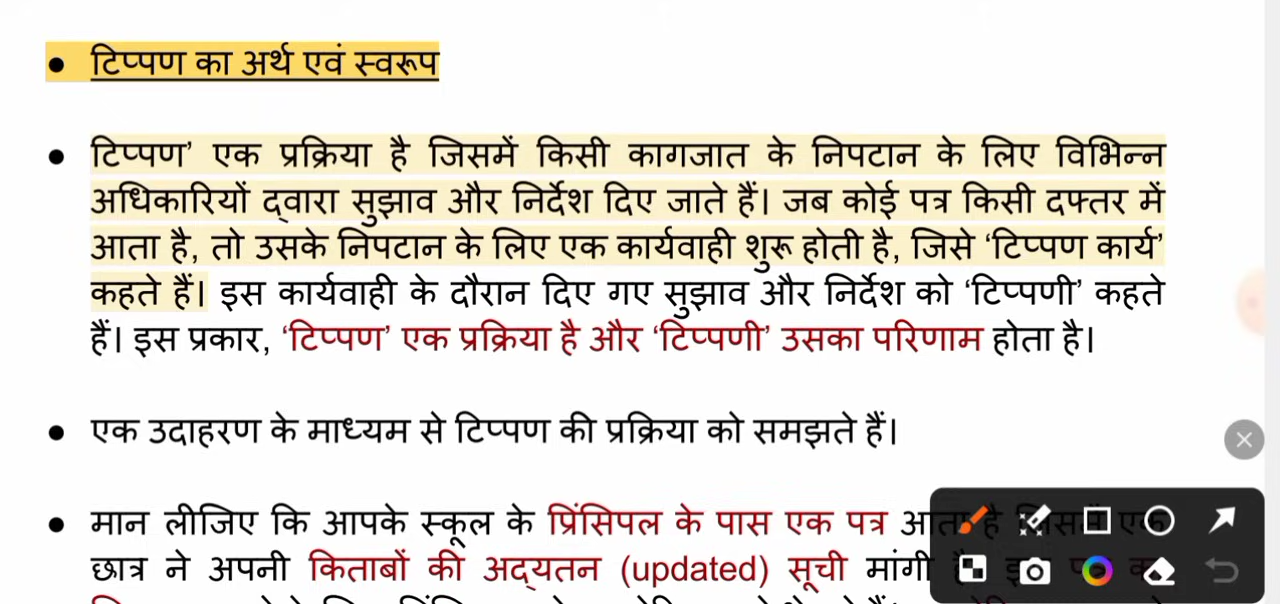 ● टिप्पण का अर्थ एवं स्वरूप
● टिप्पण’ एक प्रक्रिया है जिसमें किसी कागजात के निपटान के लिए विभिन्न
अधिकारियों द्वारा सुझाव और निर्देश दिए जाते हैं। जब कोई पत्र किसी दफ्तर में
आता है, तो उसके निपटान के लिए एक कार्यवाही शुरू होती है, जिसे ‘टिप्पण कार्य’
कहते हैं। इस कार्यवाही के दौरान दिए गए सुझाव और निर्देश को ‘टिप्पणी’ कहते
हैं। इस प्रकार, ‘टिप्पण’ एक प्रक्रिया है और ‘टिप्पणी’ उसका परिणाम होता है।
● एक उदाहरण के माध्यम से टिप्पण की प्रक्रिया को समझते हैं।
● मान लीजिए कि आपके स्कूल के प्रिंसिपल के पास एक पत्र आता है जिसमें एक
छात्र ने अपनी किताबों की अद्यतन (updated) सूची मांगी